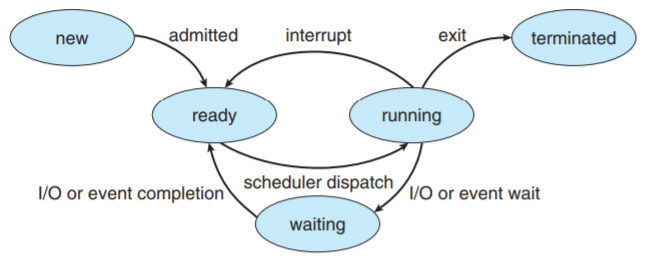 new
admitted
interrupt
exit
terminated
ready
running
I/O or event completion
scheduler dispatch
I/O or event wait
waiting